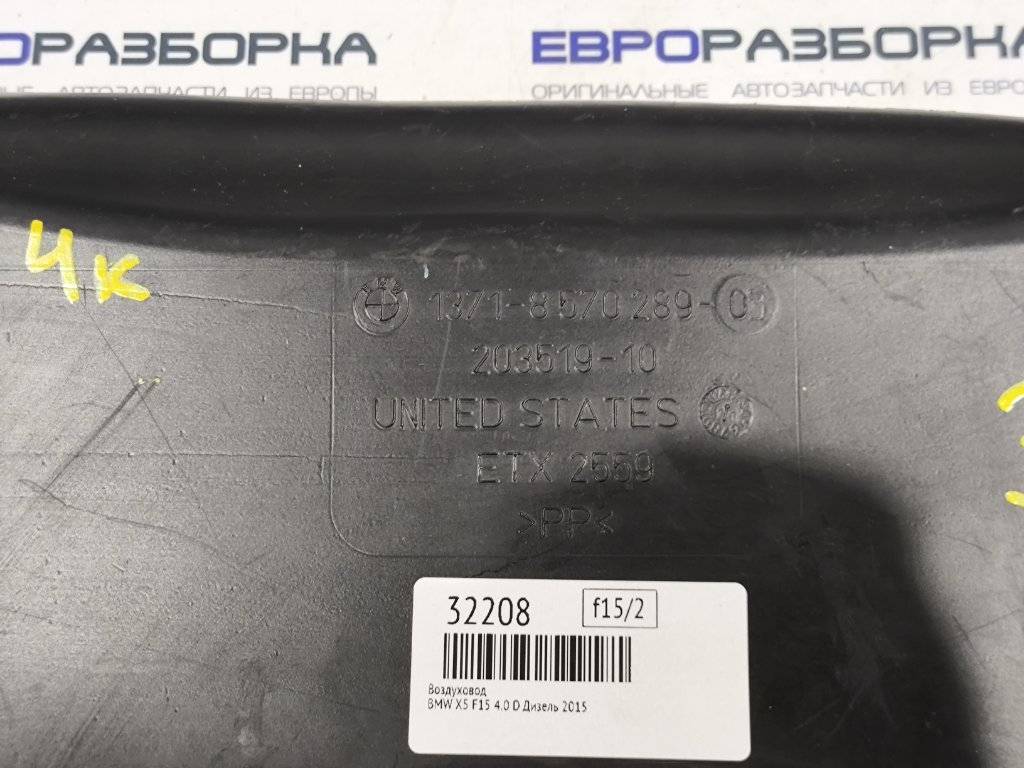 ЕВРОРАЗБОРКА ЕВРОРАЗБОРКА
ОРИГИНАЛЬНЫЕ АВТОЗАПЧАСТИ ИЗ ЕВРОПЫ
4к
1371-8 570 289-03
203519-10
UNITED STATES
ETX 2559
>PP<
32208 f15/2
Воздуховод
BMW X5 F15 4.0 D Дизель 2015